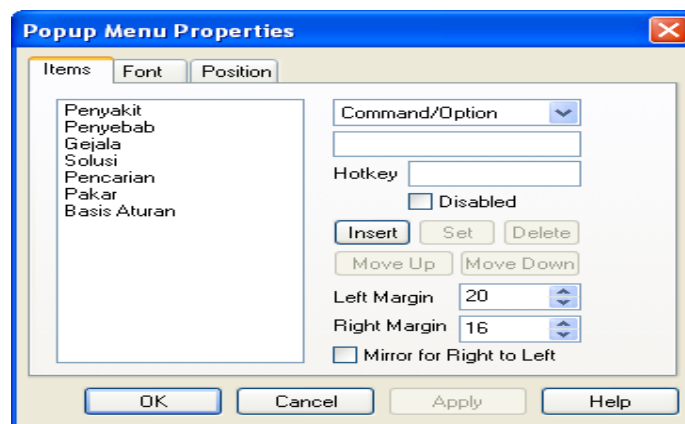 Popup Menu Properties
Items Font Position
Penyakit
Penyebab
Gejala
Solusi
Pencarian
Pakar
Basis Aturan
Command/Option
Hotkey
Disabled
Insert Set Delete
Move Up Move Down
Left Margin 20
Right Margin 16
Mirror for Right to Left
OK Cancel Apply Help